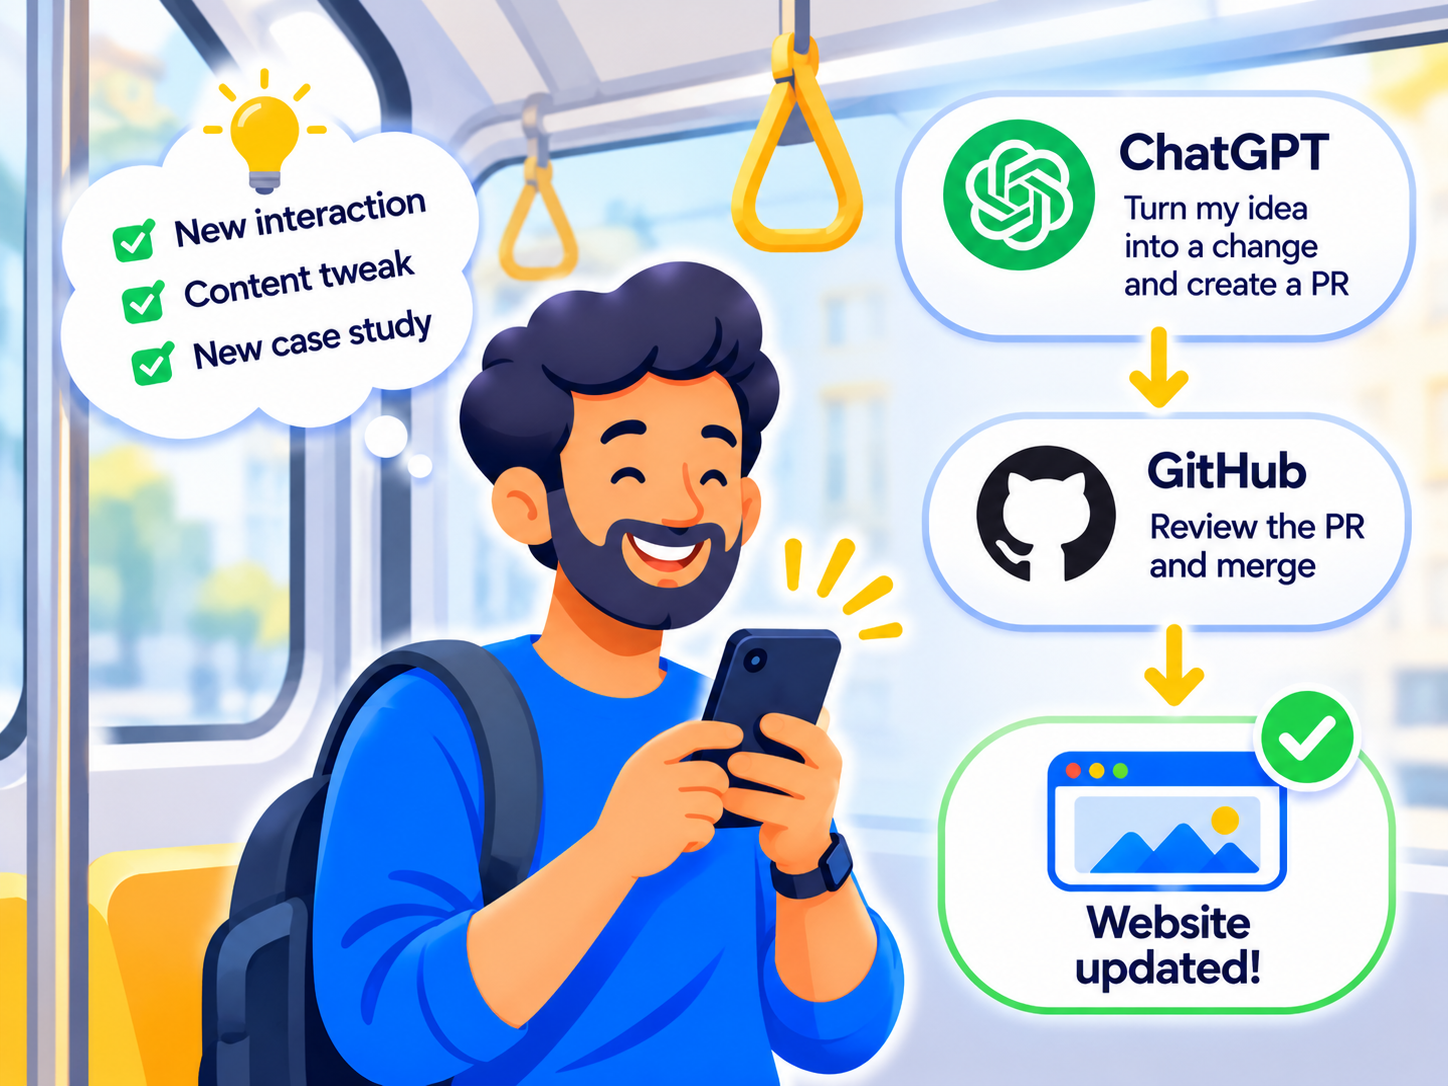 New interaction
Content tweak
New case study
ChatGPT
Turn my idea
into a change
and create a PR
GitHub
Review the PR
and merge
Website
updated!